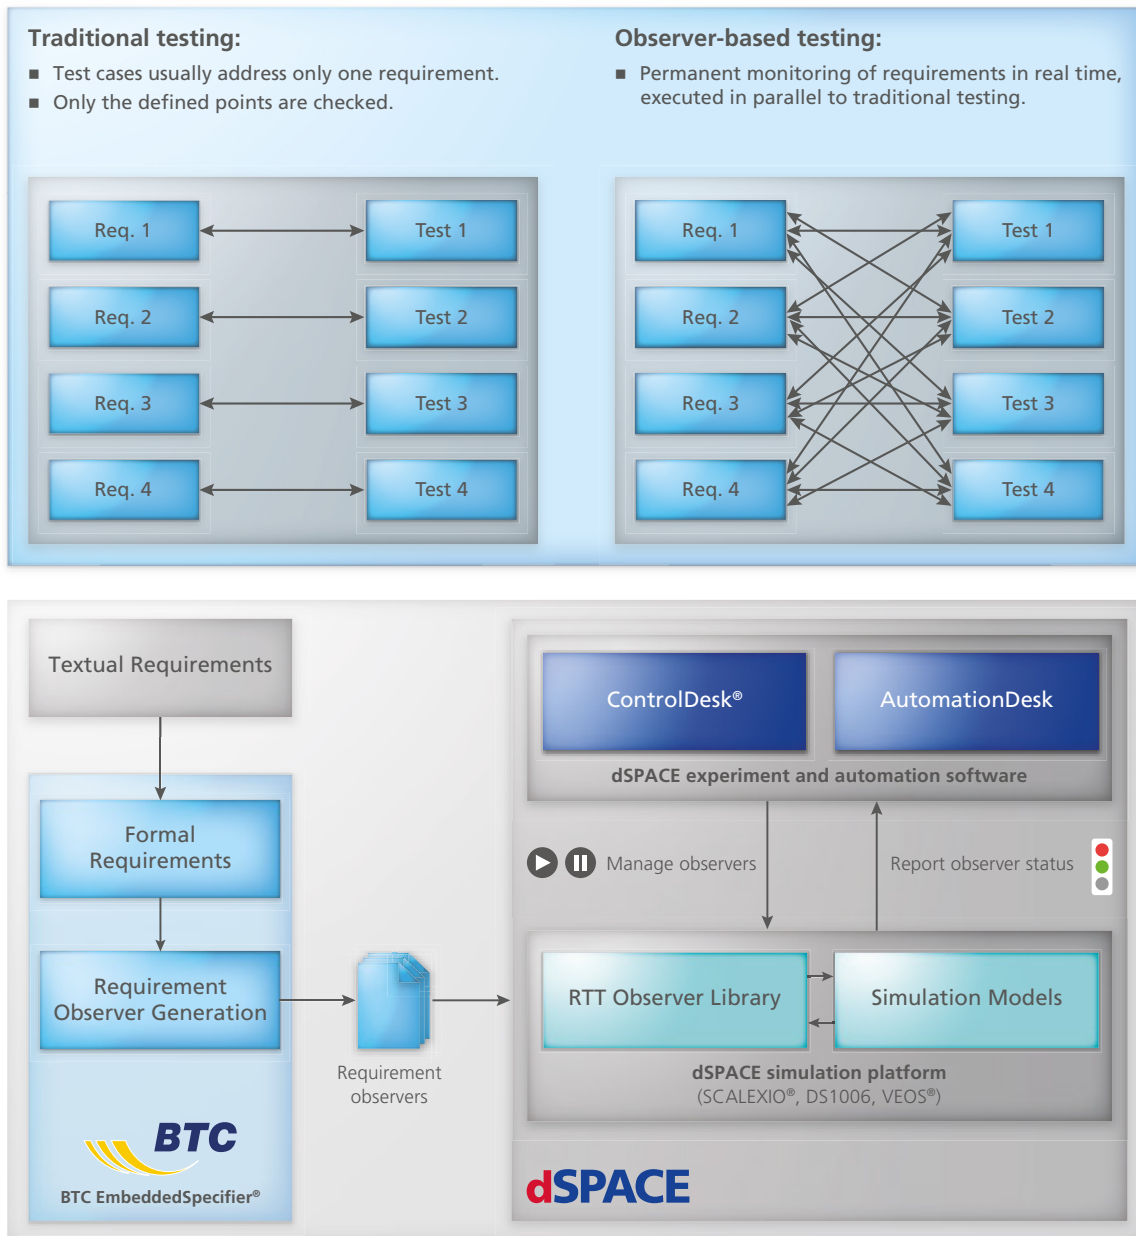 Traditional testing:
■ Test cases usually address only one requirement.
■ Only the defined points are checked.
Observer-based testing:
■ Permanent monitoring of requirements in real time,
executed in parallel to traditional testing.
Req. 1
Test 1
Req. 2
Test 2
Req. 3
Test 3
Req. 4
Test 4
Req. 1
Test 1
Req. 2
Test 2
Req. 3
Test 3
Req. 4
Test 4
Textual Requirements
Formal
Requirements
Requirement
Observer Generation
BTC
BTC EmbeddedSpecifier®
Requirement
observers
ControlDesk®
AutomationDesk
dSPACE experiment and automation software
Manage observers
Report observer status
RTT Observer Library
Simulation Models
dSPACE simulation platform
(SCALEXIO®, DS1006, VEOS®)
dSPACE